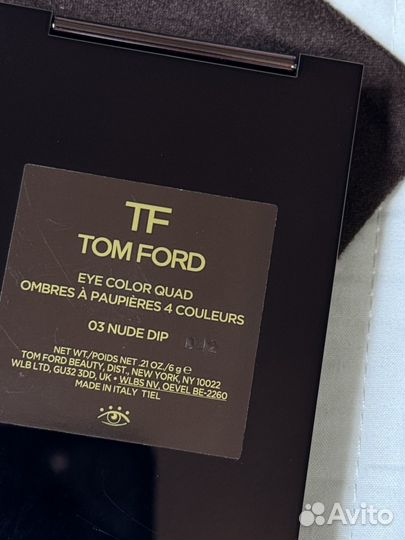 TF
TOM FORD
EYE COLOR QUAD
OMBRES À PAUPIÈRES 4 COULEURS
03 NUDE DIP
NET WT./POIDS NET .21 OZ./6 g ℮
TOM FORD BEAUTY, DIST., NEW YORK, NY 10022
WLB LTD, GU32 3DD, UK • WLBS NV, OEVEL BE-2260
MADE IN ITALY TIEL
Avito